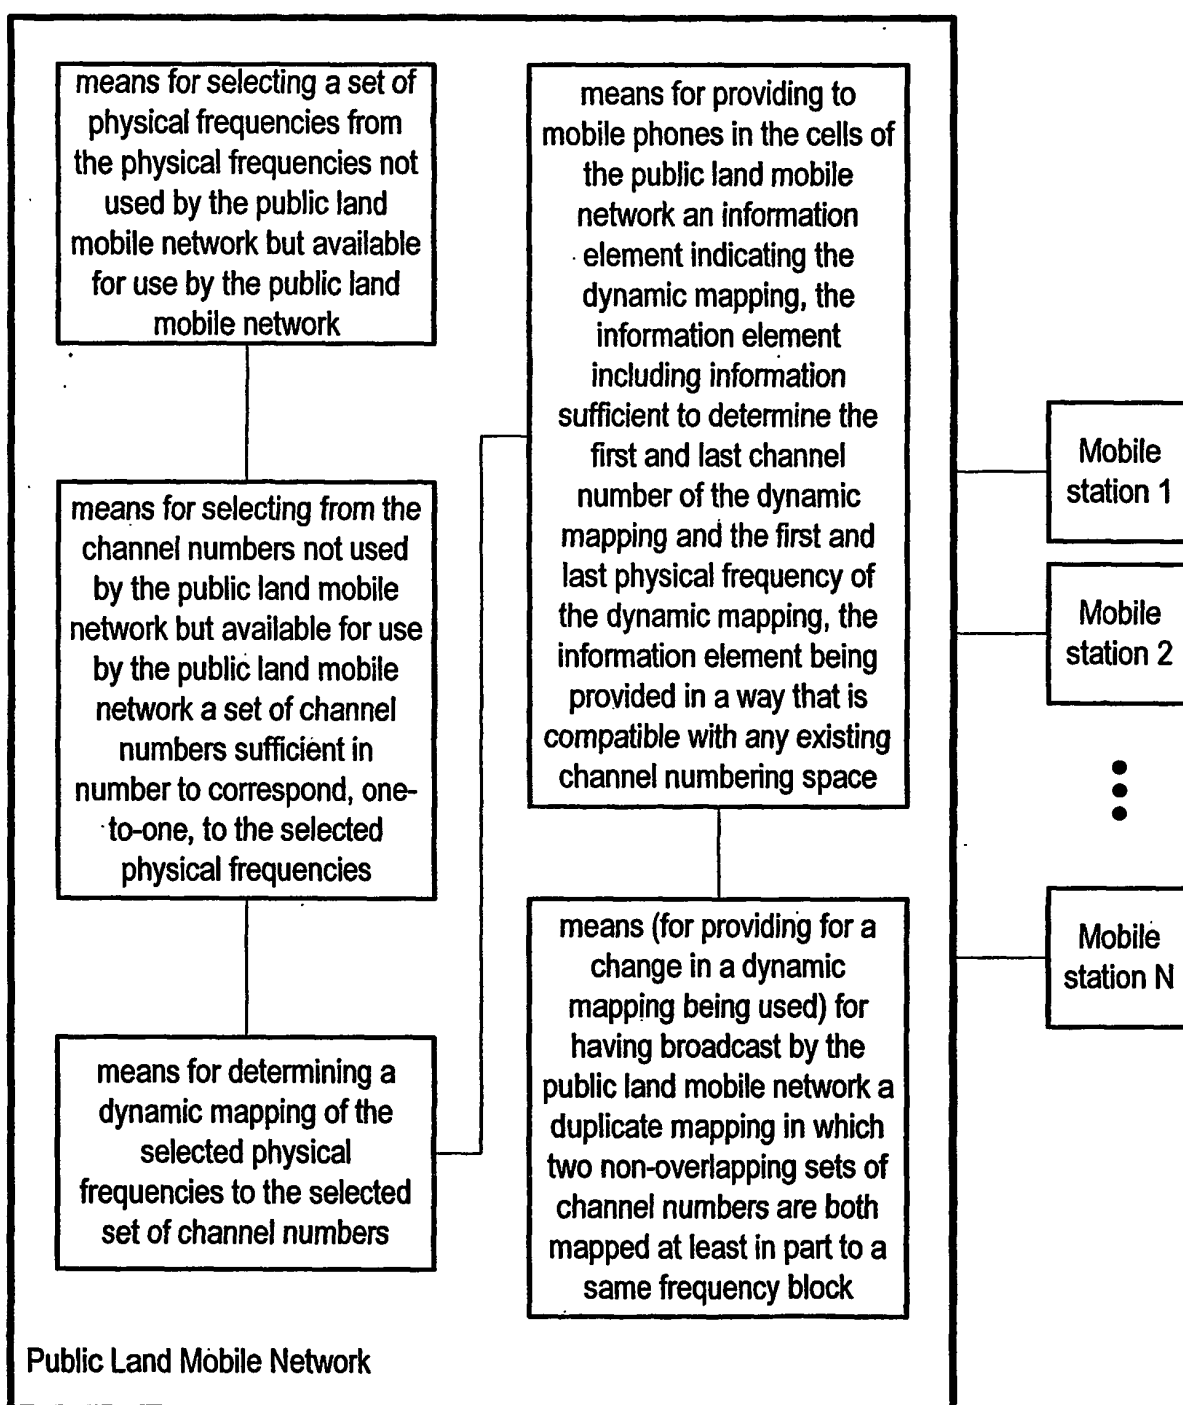 means for selecting a set of
physical frequencies from
the physical frequencies not
used by the public land
mobile network but available
for use by the public land
mobile network
means for selecting from the
channel numbers not used
by the public land mobile
network but available for use
by the public land mobile
network a set of channel
numbers sufficient in
number to correspond, one-
to-one, to the selected
physical frequencies
means for determining a
dynamic mapping of the
selected physical
frequencies to the selected
set of channel numbers
means for providing to
mobile phones in the cells of
the public land mobile
network an information
element indicating the
dynamic mapping, the
information element
including information
sufficient to determine the
first and last channel
number of the dynamic
mapping and the first and
last physical frequency of
the dynamic mapping, the
information element being
provided in a way that is
compatible with any existing
channel numbering space
means (for providing for a
change in a dynamic
mapping being used) for
having broadcast by the
public land mobile network a
duplicate mapping in which
two non-overlapping sets of
channel numbers are both
mapped at least in part to a
same frequency block
Mobile
station 1
Mobile
station 2
Mobile
station N
Public Land Mobile Network